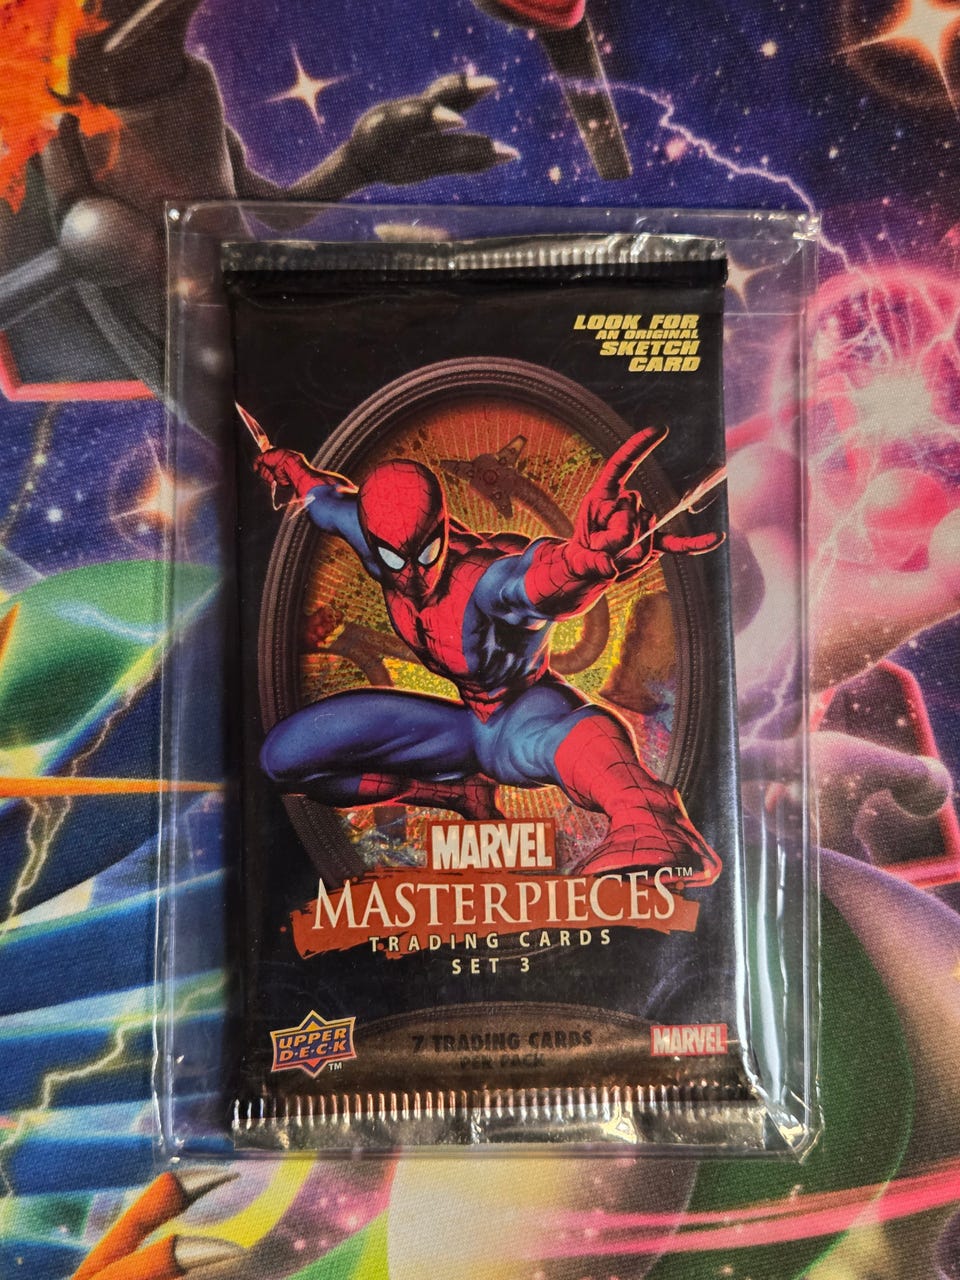 LOOK FOR
AN ORIGINAL
SKETCH
CARD
MARVEL
MASTERPIECES™
TRADING CARDS
SET 3
UPPER
D·E·C·K
™
7 TRADING CARDS
PER PACK
MARVEL